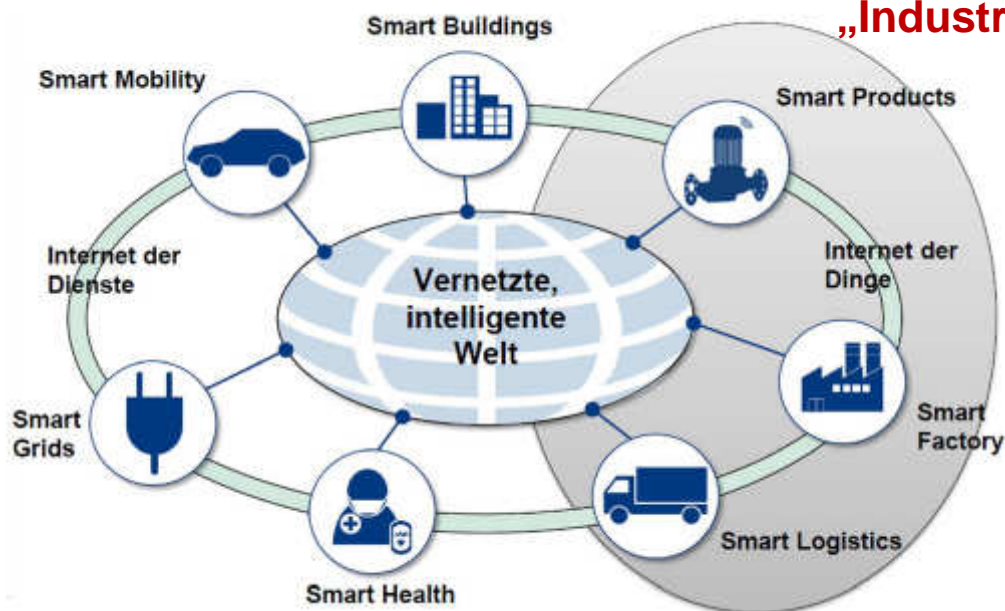 „Industr
Smart Buildings
Smart Mobility
Smart Products
Internet der
Dienste
Vernetzte,
intelligente
Welt
Internet der
Dinge
Smart
Grids
Smart
Factory
Smart Logistics
Smart Health